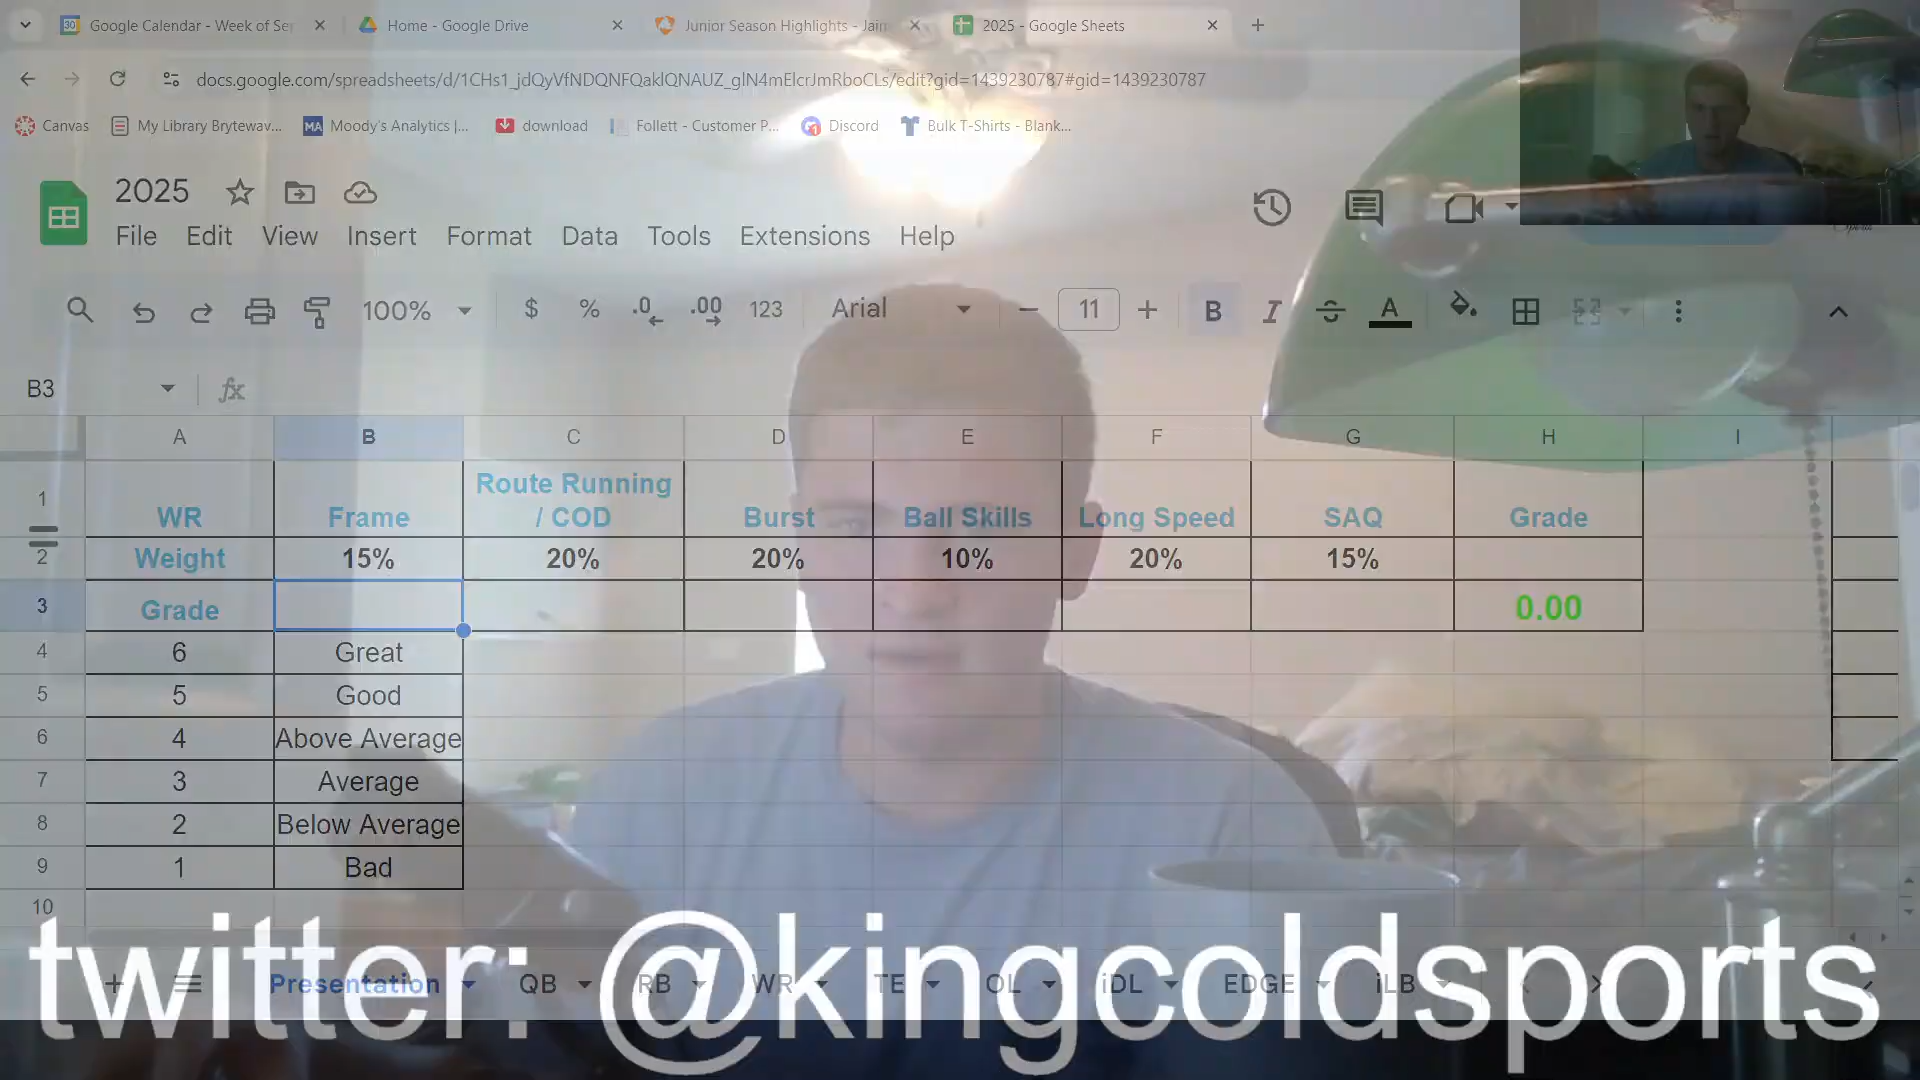 Google Calendar - Week of Se
Home - Google Drive
Junior Season Highlights - Jain
2025 - Google Sheets
docs.google.com/spreadsheets/d/1CHs1_jdQyVfNDQNFQaklQNAUZ_glN4mElcrJmRboCLs/edit?gid=1439230787#gid=1439230787
Canvas
My Library Brytewav...
MA Moody's Analytics |...
download
Follett - Customer P...
Discord
Bulk T-Shirts - Blank...
2025
File Edit View Insert Format Data Tools Extensions Help
100% $ % .0 .00 123 Arial 11 B I A
B3 fx
A B C D E F G H I
1 WR Frame Route Running / COD Burst Ball Skills Long Speed SAQ Grade
2 Weight 15% 20% 20% 10% 20% 15%
3 Grade 0.00
4 6 Great
5 5 Good
6 4 Above Average
7 3 Average
8 2 Below Average
9 1 Bad
10
twitter: @kingcoldsports
Presentation QB RB WR TE OL iDL EDGE iLB